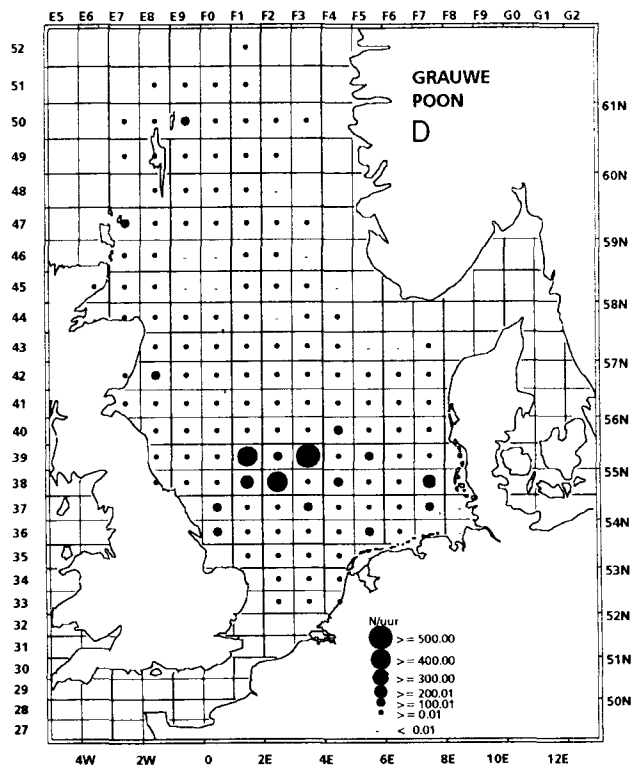 E5 E6 E7 E8 E9 F0 F1 F2 F3 F4 F5 F6 F7 F8 F9 G0 G1 G2
GRAUWE
POON
D
52
51
50
49
48
47
46
45
44
43
42
41
40
39
38
37
36
35
34
33
32
31
30
29
28
27
61N
60N
59N
58N
57N
56N
55N
54N
53N
52N
51N
50N
N/uur
>= 500.00
>= 400.00
>= 300.00
>= 200.01
>= 100.01
>= 0.01
< 0.01
4W 2W 0 2E 4E 6E 8E 10E 12E